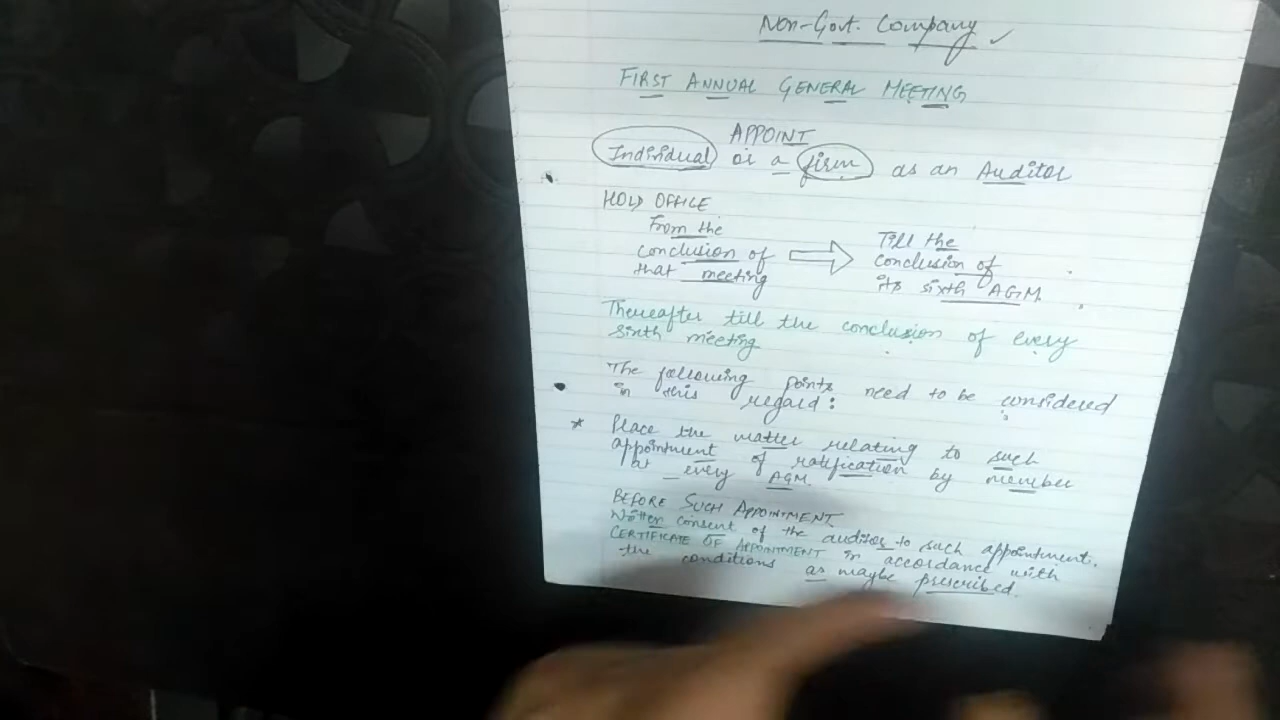 Non-Govt. Company ✓
FIRST ANNUAL GENERAL MEETING
APPOINT
Individual or a firm as an Auditor
HOLD OFFICE
From the
conclusion of
that meeting
Till the
conclusion of
its sixth AGM.
Thereafter till the conclusion of every
sixth meeting
The following points need to be considered
in this regard:
* Place the matter relating to such
appointment of ratification by member
at every AGM.
BEFORE SUCH APPOINTMENT
Written consent of the auditor to such appointment.
CERTIFICATE OF APPOINTMENT in accordance with
the conditions as maybe prescribed.